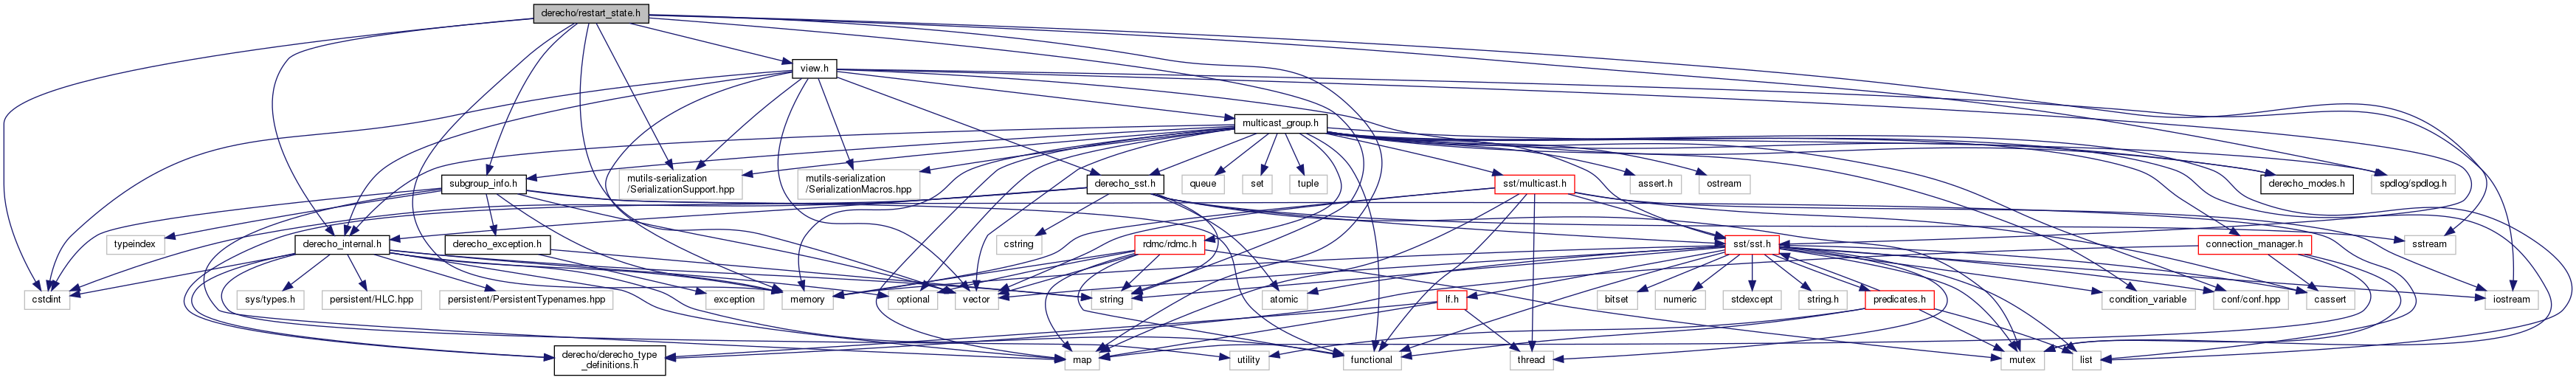 derecho/restart_state.h
view.h
multicast_group.h
mutils-serialization
/SerializationSupport.hpp
mutils-serialization
/SerializationMacros.hpp
subgroup_info.h
derecho_sst.h
queue
set
tuple
sst/multicast.h
assert.h
ostream
derecho_modes.h
spdlog/spdlog.h
typeindex
derecho_internal.h
derecho_exception.h
cstring
rdmc/rdmc.h
sst/sst.h
connection_manager.h
sstream
cstdint
sys/types.h
persistent/HLC.hpp
persistent/PersistentTypenames.hpp
exception
memory
optional
vector
string
atomic
lf.h
bitset
numeric
stdexcept
string.h
predicates.h
condition_variable
conf/conf.hpp
cassert
iostream
derecho/derecho_type
_definitions.h
utility
map
functional
thread
mutex
list